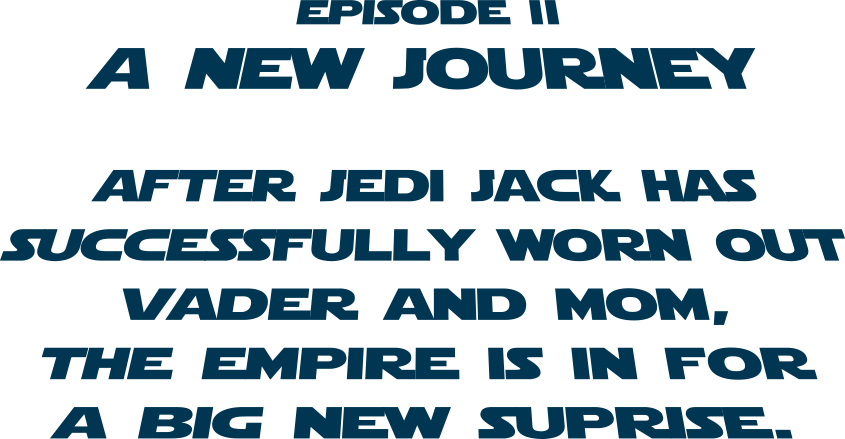 EPISODE II
A NEW JOURNEY
AFTER JEDI JACK HAS
SUCCESSFULLY WORN OUT
VADER AND MOM,
THE EMPIRE IS IN FOR
A BIG NEW SUPRISE.